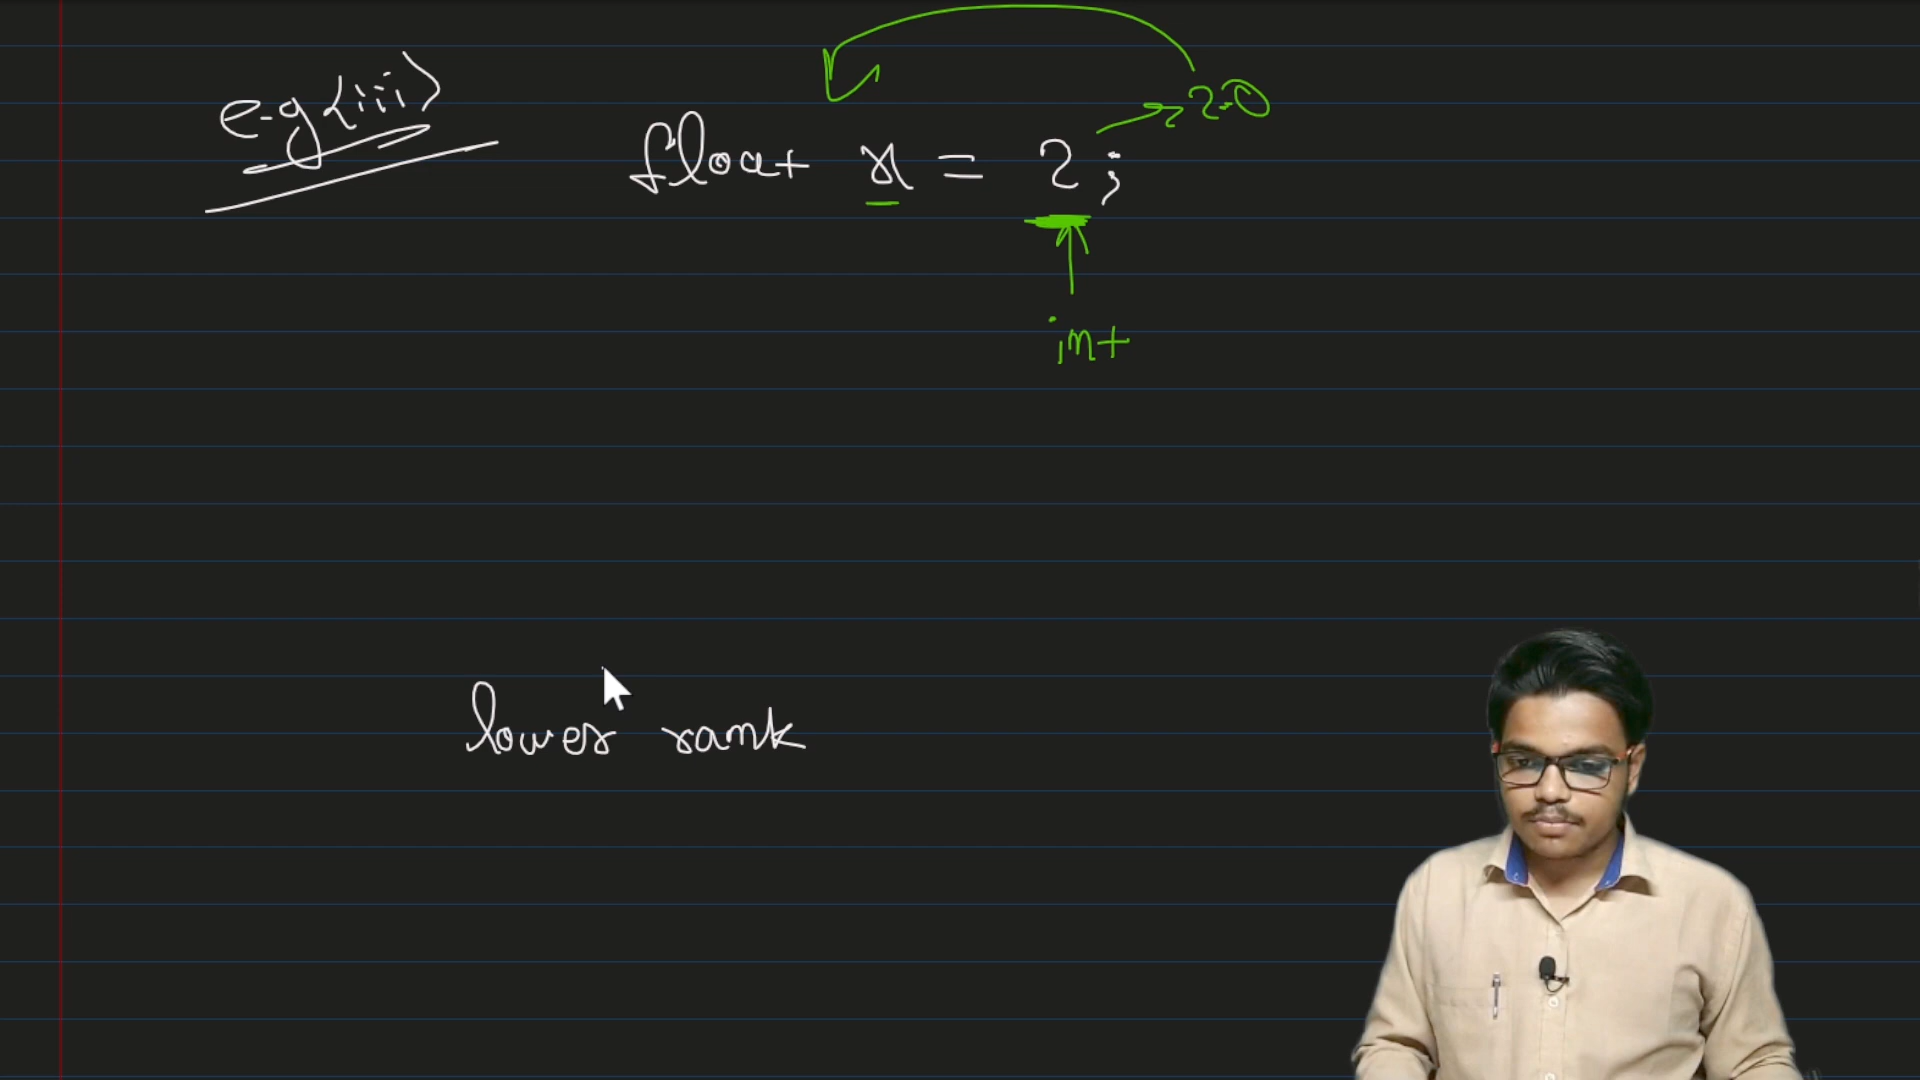 e.g (iii)
2.0
float x = 2;
int
lower rank